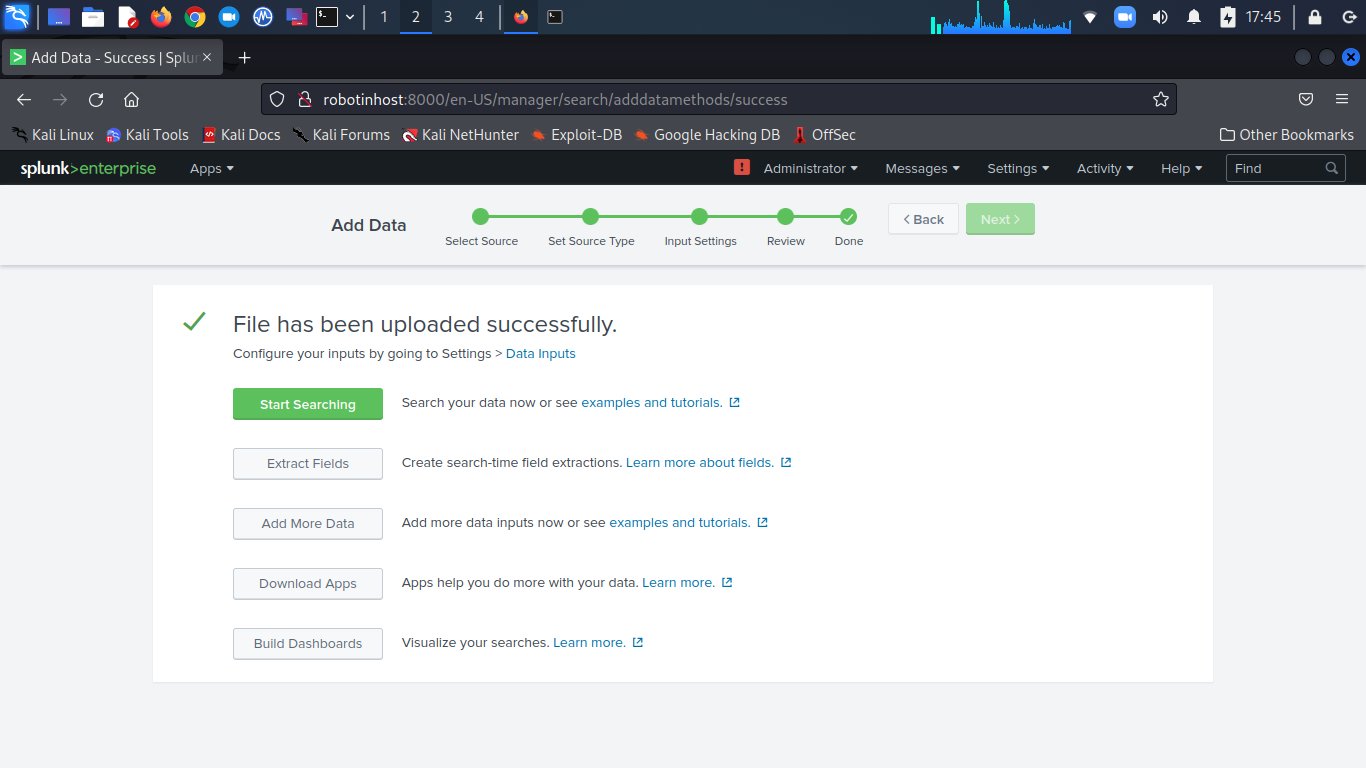 1 2 3 4 17:45
Add Data - Success | Splun
robotinhost:8000/en-US/manager/search/adddatamethods/success
Kali Linux Kali Tools Kali Docs Kali Forums Kali NetHunter Exploit-DB Google Hacking DB OffSec Other Bookmarks
splunk>enterprise Apps Administrator Messages Settings Activity Help Find
Add Data Select Source Set Source Type Input Settings Review Done < Back Next >
File has been uploaded successfully.
Configure your inputs by going to Settings > Data Inputs
Start Searching Search your data now or see examples and tutorials.
Extract Fields Create search-time field extractions. Learn more about fields.
Add More Data Add more data inputs now or see examples and tutorials.
Download Apps Apps help you do more with your data. Learn more.
Build Dashboards Visualize your searches. Learn more.